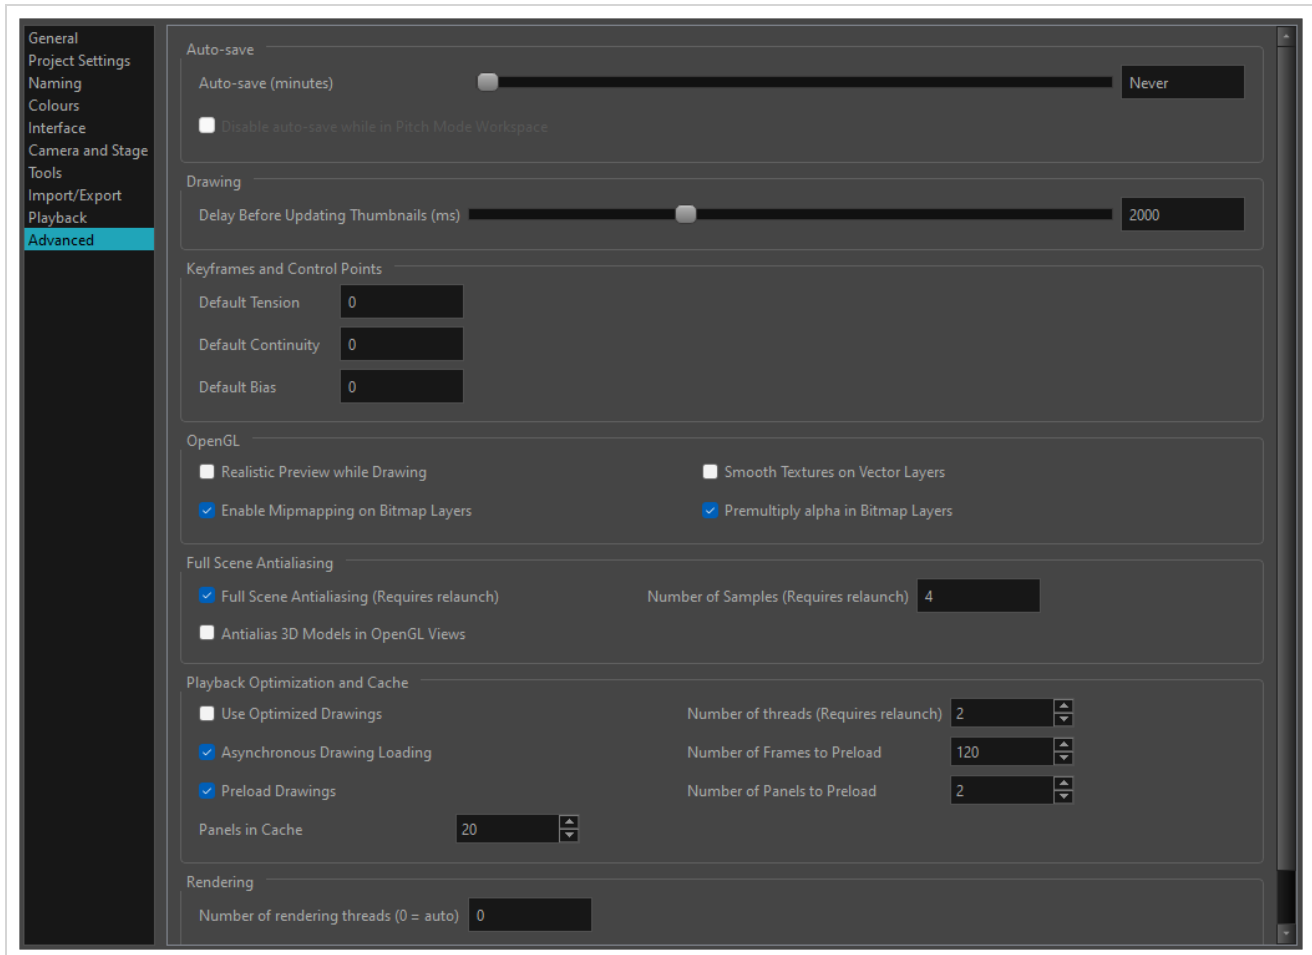 General
Project Settings
Naming
Colours
Interface
Camera and Stage
Tools
Import/Export
Playback
Advanced
Auto-save
Auto-save (minutes) Never
Disable auto-save while in Pitch Mode Workspace
Drawing
Delay Before Updating Thumbnails (ms) 2000
Keyframes and Control Points
Default Tension 0
Default Continuity 0
Default Bias 0
OpenGL
Realistic Preview while Drawing Smooth Textures on Vector Layers
Enable Mipmapping on Bitmap Layers Premultiply alpha in Bitmap Layers
Full Scene Antialiasing
Full Scene Antialiasing (Requires relaunch) Number of Samples (Requires relaunch) 4
Antialias 3D Models in OpenGL Views
Playback Optimization and Cache
Use Optimized Drawings Number of threads (Requires relaunch) 2
Asynchronous Drawing Loading Number of Frames to Preload 120
Preload Drawings Number of Panels to Preload 2
Panels in Cache 20
Rendering
Number of rendering threads (0 = auto) 0